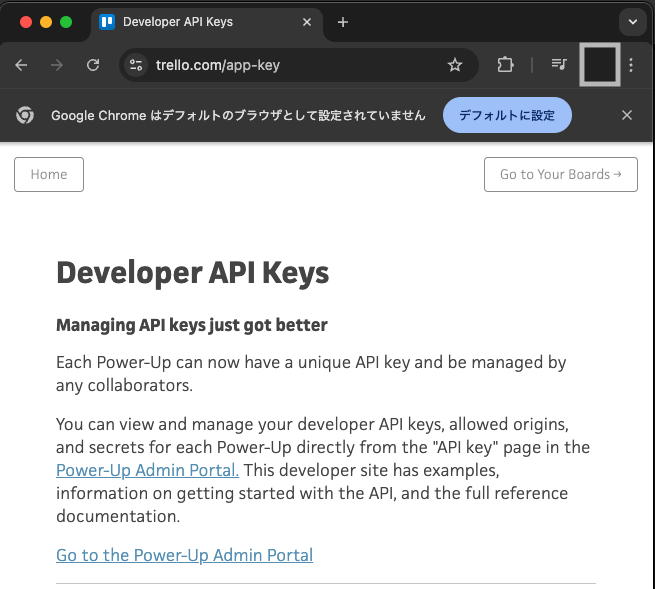 Developer API Keys
trello.com/app-key
Google Chrome はデフォルトのブラウザとして設定されていません
デフォルトに設定
Home
Go to Your Boards →
Developer API Keys
Managing API keys just got better
Each Power-Up can now have a unique API key and be managed by
any collaborators.
You can view and manage your developer API keys, allowed origins,
and secrets for each Power-Up directly from the "API key" page in the
Power-Up Admin Portal. This developer site has examples,
information on getting started with the API, and the full reference
documentation.
Go to the Power-Up Admin Portal